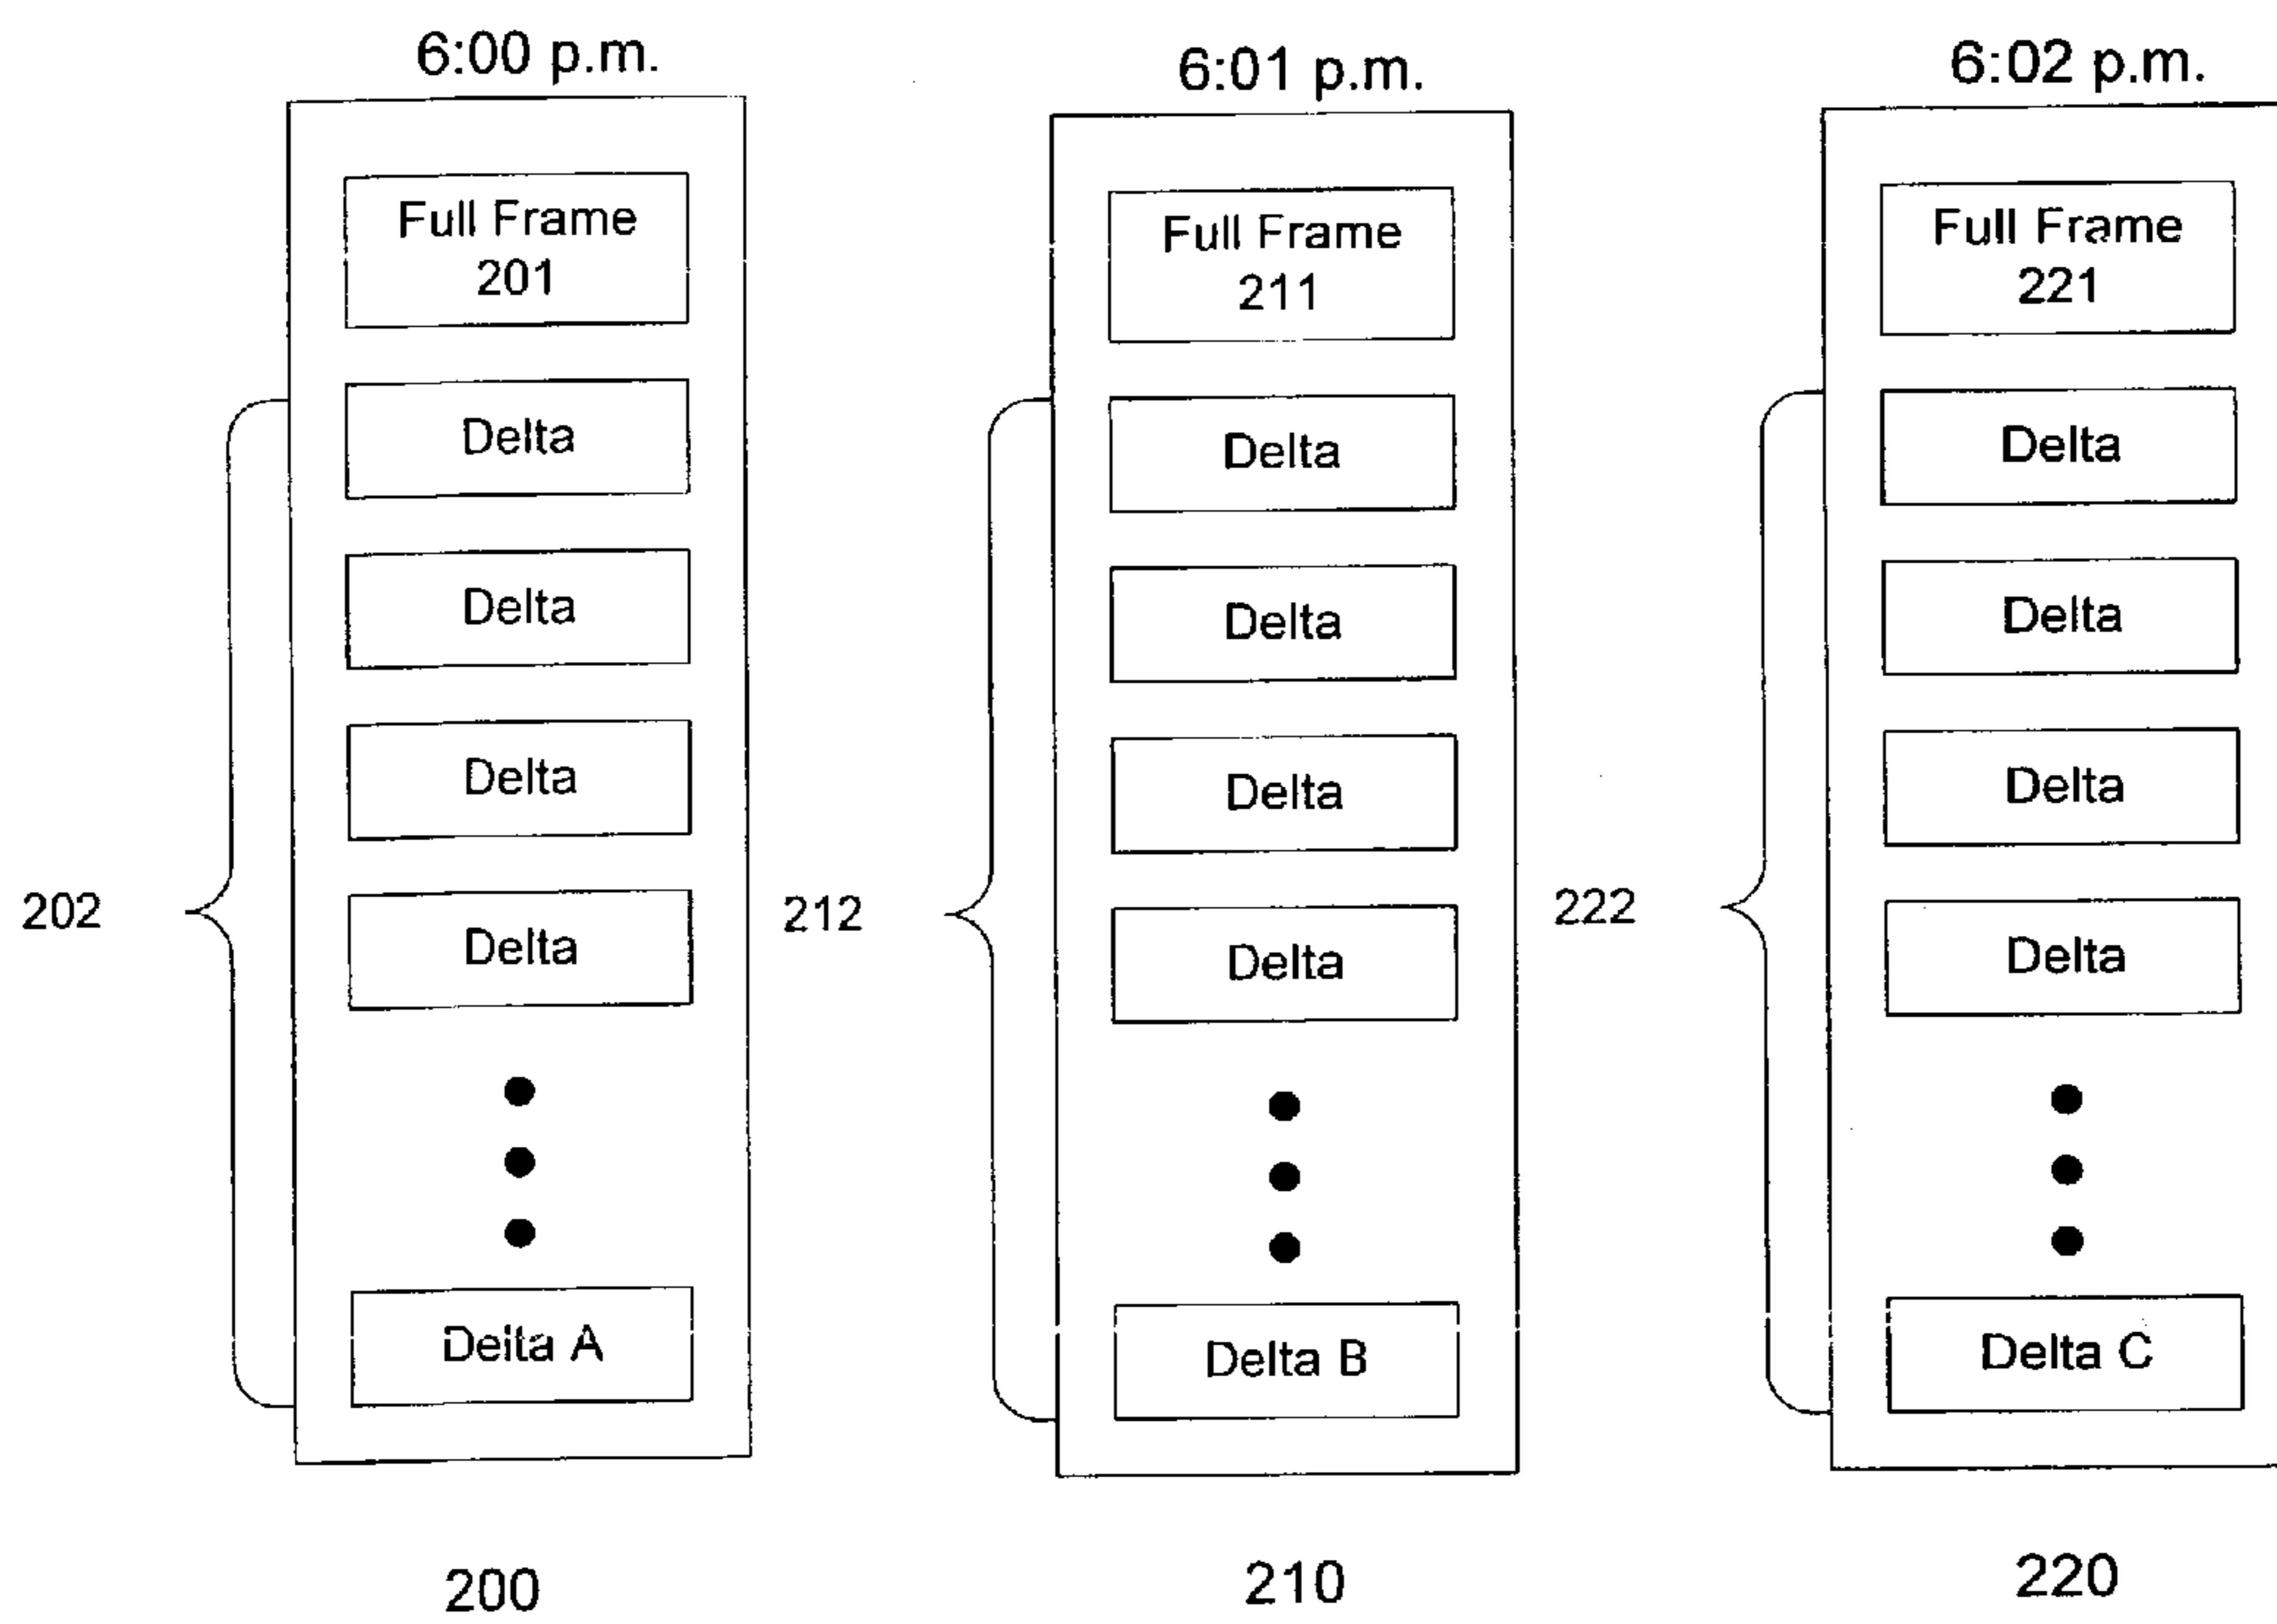 6:00 p.m.
Full Frame
201
Delta
Delta
Delta
Delta
Delta A
202
200
6:01 p.m.
Full Frame
211
Delta
Delta
Delta
Delta
Delta B
212
210
6:02 p.m.
Full Frame
221
Delta
Delta
Delta
Delta
Delta C
222
220